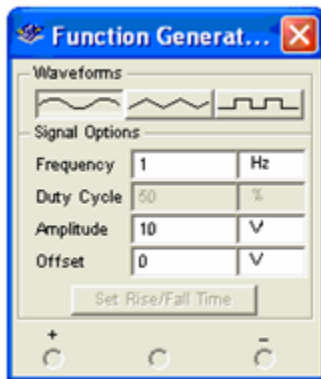 Function Generat...
Waveforms
Signal Options
Frequency 1 Hz
Duty Cycle 50 %
Amplitude 10 V
Offset 0 V
Set Rise/Fall Time
+ -